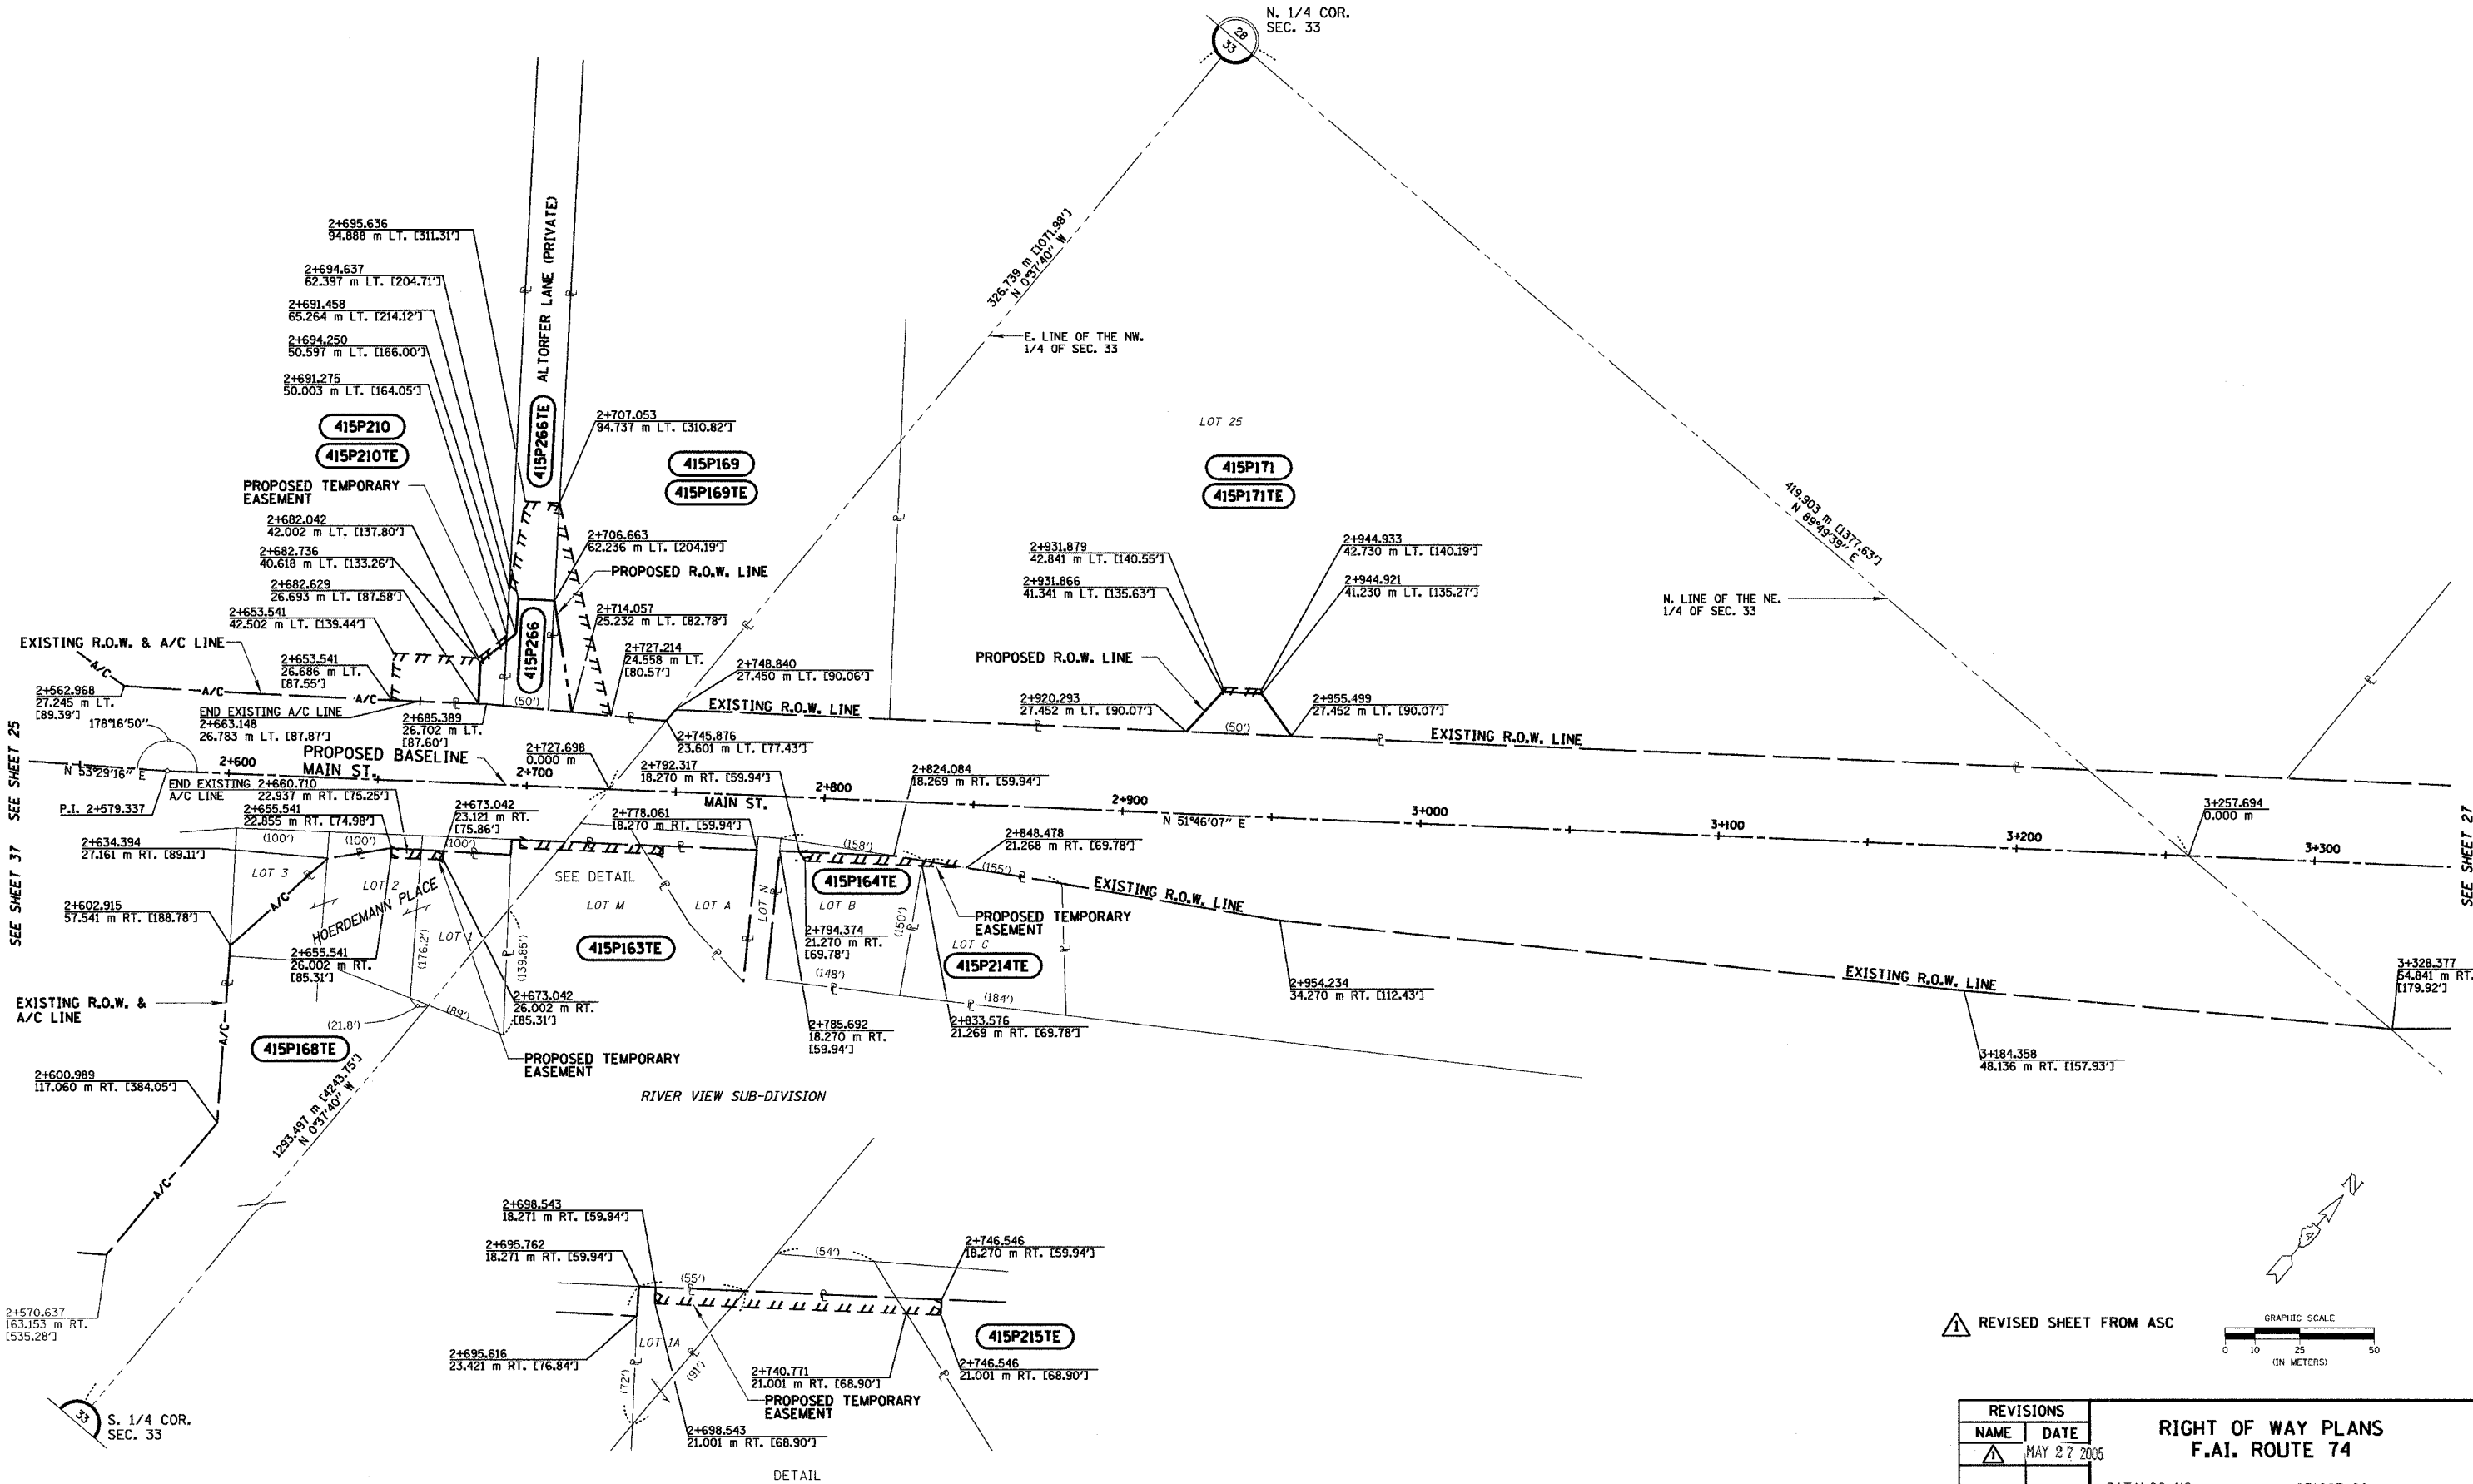 N. 1/4 COR.
SEC. 33
28
33
326.739 m [1071.98']
N 0°37'40" W
E. LINE OF THE NW.
1/4 OF SEC. 33
ALTORFER LANE (PRIVATE)
2+695.636
94.888 m LT. [311.31']
2+694.637
62.397 m LT. [204.71']
2+691.458
65.264 m LT. [214.12']
2+694.250
50.597 m LT. [166.00']
2+691.275
50.003 m LT. [164.05']
415P210
415P210TE
415P266TE
2+707.053
94.737 m LT. [310.82']
415P169
415P169TE
LOT 25
415P171
415P171TE
419.903 m [1377.63']
N 89°49'39" E
PROPOSED TEMPORARY
EASEMENT
2+682.042
42.002 m LT. [137.80']
2+682.736
40.618 m LT. [133.26']
2+682.629
26.693 m LT. [87.58']
2+653.541
42.502 m LT. [139.44']
2+706.663
62.236 m LT. [204.19']
PROPOSED R.O.W. LINE
2+714.057
25.232 m LT. [82.78']
2+727.214
24.558 m LT.
[80.57']
415P266
2+931.879
42.841 m LT. [140.55']
2+931.866
41.341 m LT. [135.63']
2+944.933
42.730 m LT. [140.19']
2+944.921
41.230 m LT. [135.27']
N. LINE OF THE NE.
1/4 OF SEC. 33
EXISTING R.O.W. & A/C LINE
A/C
2+653.541
26.686 m LT.
[87.55']
2+748.840
27.450 m LT. [90.06']
PROPOSED R.O.W. LINE
2+562.968
27.245 m LT.
[89.39']
A/C
A/C
END EXISTING A/C LINE
2+663.148
26.783 m LT. [87.87']
2+685.389
26.702 m LT.
[87.60']
(50')
EXISTING R.O.W. LINE
2+920.293
27.452 m LT. [90.07']
(50')
2+955.499
27.452 m LT. [90.07']
EXISTING R.O.W. LINE
178°16'50"
2+745.876
23.601 m LT. [77.43']
SEE SHEET 25
SEE SHEET 37
N 53°29'16" E
2+600
PROPOSED BASELINE
MAIN ST.
2+700
2+727.698
0.000 m
2+792.317
18.270 m RT. [59.94']
2+800
2+824.084
18.269 m RT. [59.94']
2+900
N 51°46'07" E
3+000
3+100
3+200
3+257.694
0.000 m
3+300
SEE SHEET 27
P.I. 2+579.337
END EXISTING 2+660.710
A/C LINE 22.937 m RT. [75.25']
2+655.541
22.855 m RT. [74.98']
2+673.042
23.121 m RT.
[75.86']
MAIN ST.
2+778.061
18.270 m RT. [59.94']
2+848.478
21.268 m RT. [69.78']
2+634.394
27.161 m RT. [89.11']
(100')
(100')
(100')
(158')
(155')
LOT 3
LOT 2
HOERDEMANN PLACE
LOT 1
SEE DETAIL
LOT M
LOT A
LOT N
415P164TE
LOT B
LOT C
A/C
2+602.915
57.541 m RT. [188.78']
2+655.541
26.002 m RT.
[85.31']
(176.2')
(139.85')
415P163TE
2+794.374
21.270 m RT.
[69.78']
(150')
415P214TE
PROPOSED TEMPORARY
EASEMENT
EXISTING R.O.W. LINE
2+954.234
34.270 m RT. [112.43']
EXISTING R.O.W. LINE
3+328.377
54.841 m RT.
[179.92']
(148')
(184')
EXISTING R.O.W. &
A/C LINE
A/C
(21.8')
(89')
2+673.042
26.002 m RT.
[85.31']
2+785.692
18.270 m RT.
[59.94']
2+833.576
21.269 m RT. [69.78']
3+184.358
48.136 m RT. [157.93']
415P168TE
PROPOSED TEMPORARY
EASEMENT
2+600.989
117.060 m RT. [384.05']
1293.497 m [4243.75']
N 0°37'40" W
RIVER VIEW SUB-DIVISION
A/C
2+698.543
18.271 m RT. [59.94']
2+695.762
18.271 m RT. [59.94']
(54')
(55')
2+746.546
18.270 m RT. [59.94']
2+570.637
163.153 m RT.
[535.28']
415P215TE
LOT 1A
2+695.616
23.421 m RT. [76.84']
(72')
(91')
2+740.771
21.001 m RT. [68.90']
2+746.546
21.001 m RT. [68.90']
PROPOSED TEMPORARY
EASEMENT
2+698.543
21.001 m RT. [68.90']
DETAIL
33
S. 1/4 COR.
SEC. 33
N
1 REVISED SHEET FROM ASC
GRAPHIC SCALE
0 10 25 50
(IN METERS)
REVISIONS
NAME DATE
1 MAY 27 2005
RIGHT OF WAY PLANS
F.AI. ROUTE 74